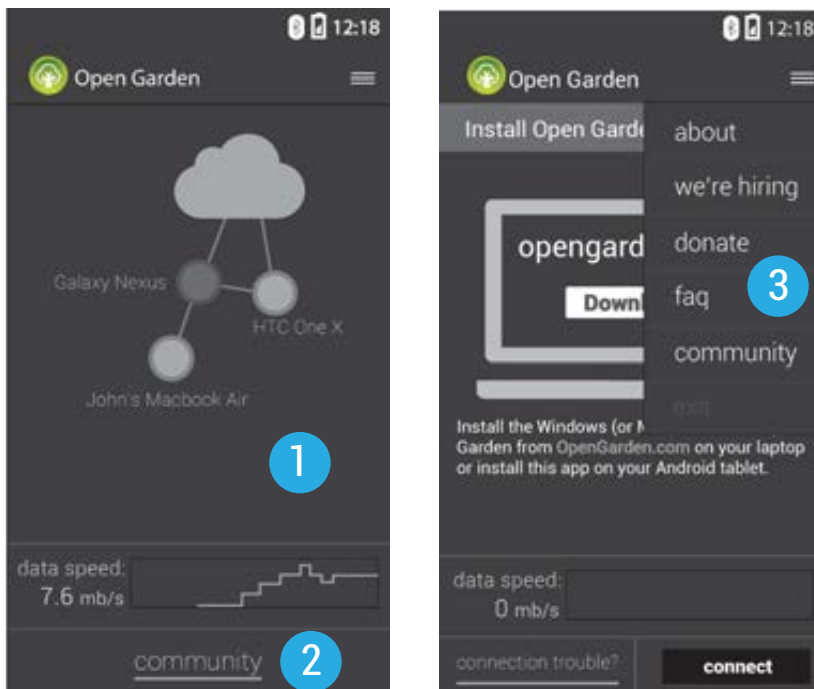 12:18
Open Garden
Galaxy Nexus
HTC One X
John's Macbook Air
1
data speed:
7.6 mb/s
community
2
12:18
Open Garden
Install Open Garde
about
we're hiring
donate
faq
3
community
exit
opengard
Downl
Install the Windows (or M
Garden from OpenGarden.com on your laptop
or install this app on your Android tablet.
data speed:
0 mb/s
connection trouble?
connect